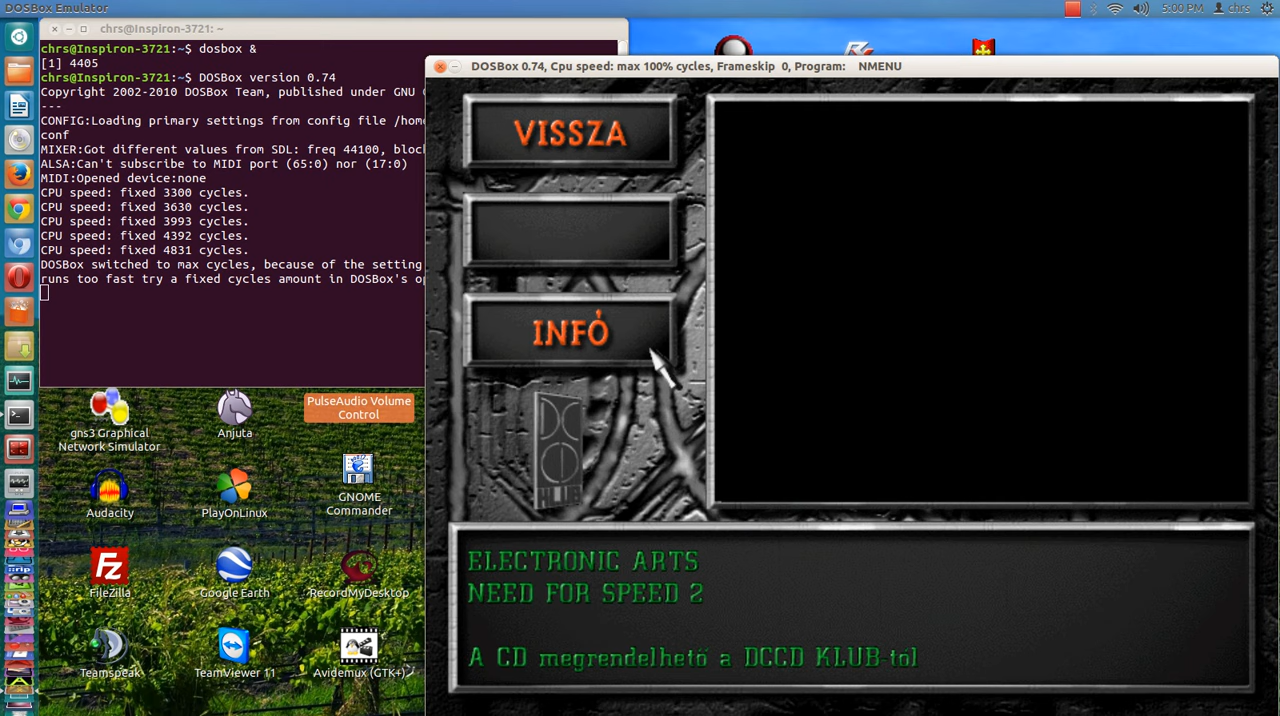 DOSBox Emulator
5:00 PM
chrs
chrs@Inspiron-3721: ~
chrs@Inspiron-3721:~$ dosbox &
[1] 4405
chrs@Inspiron-3721:~$ DOSBox version 0.74
Copyright 2002-2010 DOSBox Team, published under GNU
---
CONFIG:Loading primary settings from config file
conf
MIXER:Got different values from SDL: freq 44100,
ALSA:Can't subscribe to MIDI port (65:0) nor (17:0)
MIDI:Opened device:none
CPU speed: fixed 3300 cycles.
CPU speed: fixed 3630 cycles.
CPU speed: fixed 3993 cycles.
CPU speed: fixed 4392 cycles.
CPU speed: fixed 4831 cycles.
DOSBox switched to max cycles, because of the setting
runs too fast try a fixed cycles amount in DOSBox's
gns3 Graphical
Network Simulator
Anjuta
PulseAudio Volume
Control
Audacity
PlayOnLinux
GNOME
Commander
FileZilla
Google Earth
RecordMyDesktop
Teamspeak
TeamViewer 11
Avidemux (GTK+)
DOSBox 0.74, Cpu speed: max 100% cycles, Frameskip 0, Program: NMENU
VISSZA
INFÓ
DCCD
KLUB
ELECTRONIC ARTS
NEED FOR SPEED 2
A CD megrendelhető a DCCD KLUB-tól